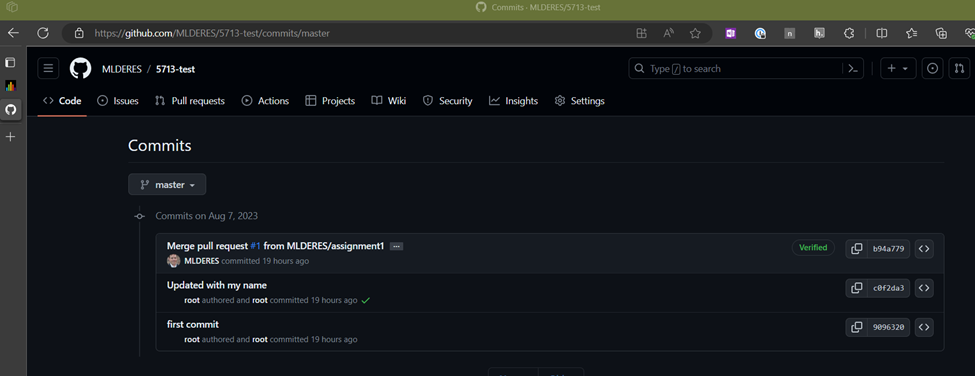 Commits · MLDERES/5713-test
https://github.com/MLDERES/5713-test/commits/master
MLDERES / 5713-test
Type / to search
Code Issues Pull requests Actions Projects Wiki Security Insights Settings
Commits
master
Commits on Aug 7, 2023
Merge pull request #1 from MLDERES/assignment1 ...
Verified
b94a779
MLDERES committed 19 hours ago
Updated with my name
c0f2da3
root authored and root committed 19 hours ago
first commit
9096320
root authored and root committed 19 hours ago